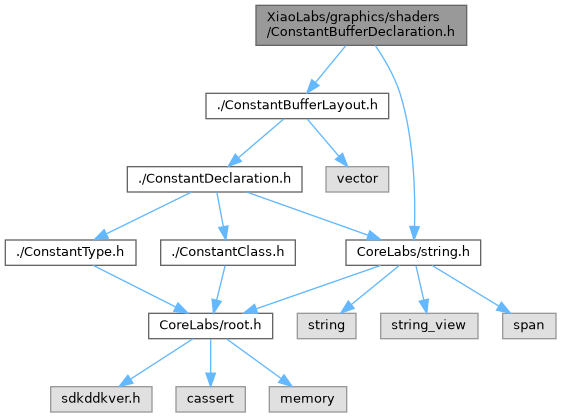 XiaoLabs/graphics/shaders
/ConstantBufferDeclaration.h
./ConstantBufferLayout.h
./ConstantDeclaration.h
vector
./ConstantType.h
./ConstantClass.h
CoreLabs/string.h
CoreLabs/root.h
string
string_view
span
sdkddkver.h
cassert
memory